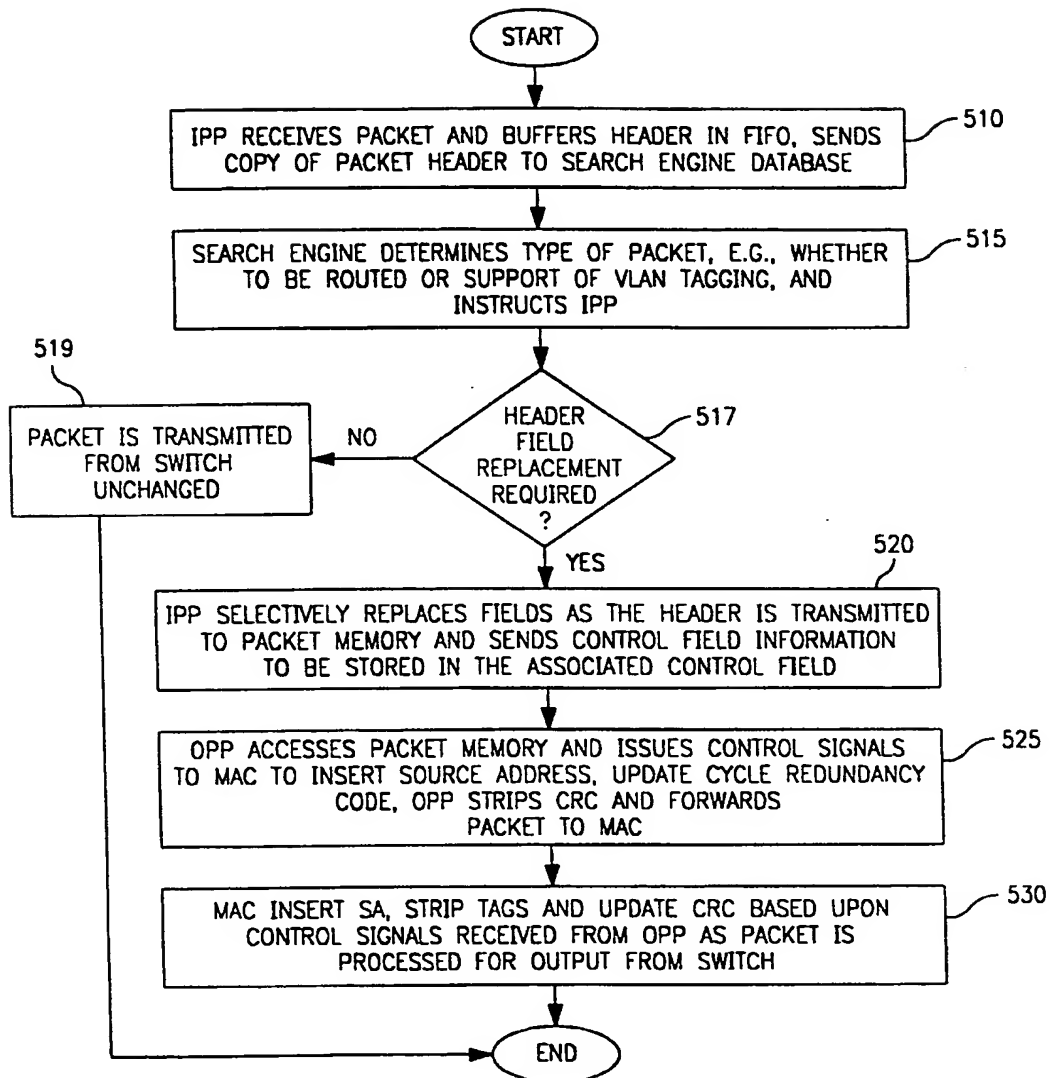 START
IPP RECEIVES PACKET AND BUFFERS HEADER IN FIFO, SENDS
COPY OF PACKET HEADER TO SEARCH ENGINE DATABASE
510
SEARCH ENGINE DETERMINES TYPE OF PACKET, E.G., WHETHER
TO BE ROUTED OR SUPPORT OF VLAN TAGGING, AND
INSTRUCTS IPP
515
HEADER
FIELD
REPLACEMENT
REQUIRED
?
517
NO
519
PACKET IS TRANSMITTED
FROM SWITCH
UNCHANGED
YES
520
IPP SELECTIVELY REPLACES FIELDS AS THE HEADER IS TRANSMITTED
TO PACKET MEMORY AND SENDS CONTROL FIELD INFORMATION
TO BE STORED IN THE ASSOCIATED CONTROL FIELD
OPP ACCESSES PACKET MEMORY AND ISSUES CONTROL SIGNALS
TO MAC TO INSERT SOURCE ADDRESS, UPDATE CYCLE REDUNDANCY
CODE, OPP STRIPS CRC AND FORWARDS
PACKET TO MAC
525
MAC INSERT SA, STRIP TAGS AND UPDATE CRC BASED UPON
CONTROL SIGNALS RECEIVED FROM OPP AS PACKET IS
PROCESSED FOR OUTPUT FROM SWITCH
530
END